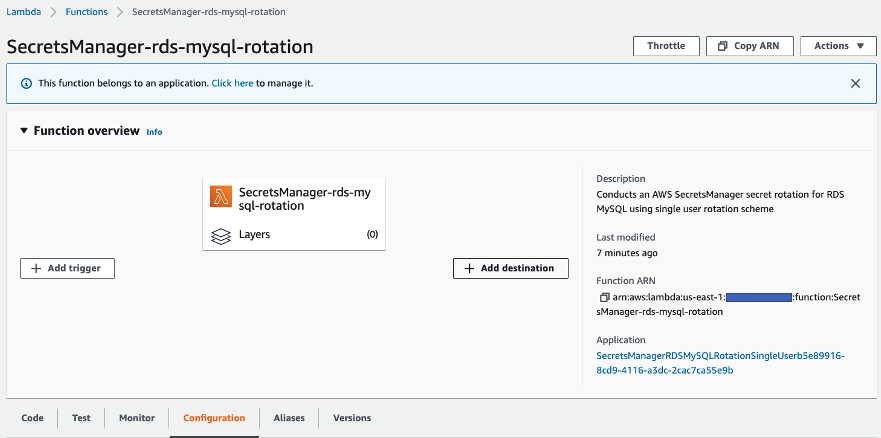 Lambda > Functions > SecretsManager-rds-mysql-rotation
SecretsManager-rds-mysql-rotation
Throttle
Copy ARN
Actions
This function belongs to an application. Click here to manage it.
Function overview Info
SecretsManager-rds-my
sql-rotation
Layers (0)
Add trigger
Add destination
Description
Conducts an AWS SecretsManager secret rotation for RDS
MySQL using single user rotation scheme
Last modified
7 minutes ago
Function ARN
arn:aws:lambda:us-east-1: :function:Secret
sManager-rds-mysql-rotation
Application
SecretsManagerRDSMySQLRotationSingleUserb5e89916-
8cd9-4116-a3dc-2cac7ca55e9b
Code
Test
Monitor
Configuration
Aliases
Versions